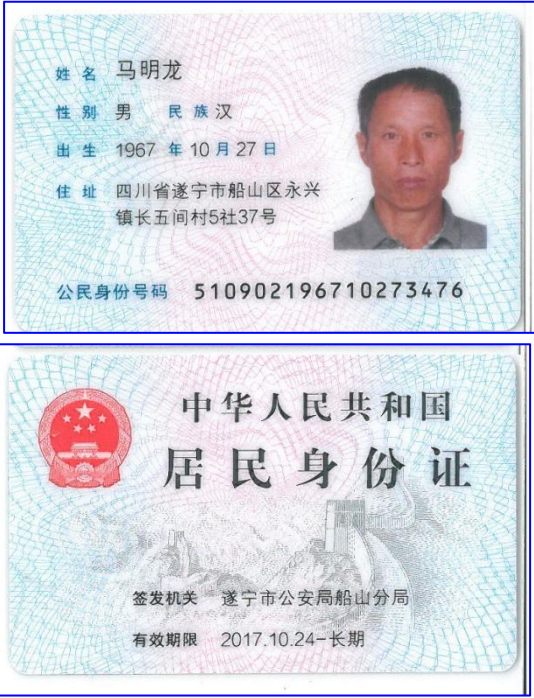 姓名 马明龙
性别 男 民族 汉
出生 1967 年 10 月 27 日
住址 四川省遂宁市船山区永兴
镇长五间村5社37号
公民身份号码 510902196710273476
中华人民共和国
居民身份证
签发机关 遂宁市公安局船山分局
有效期限 2017.10.24-长期